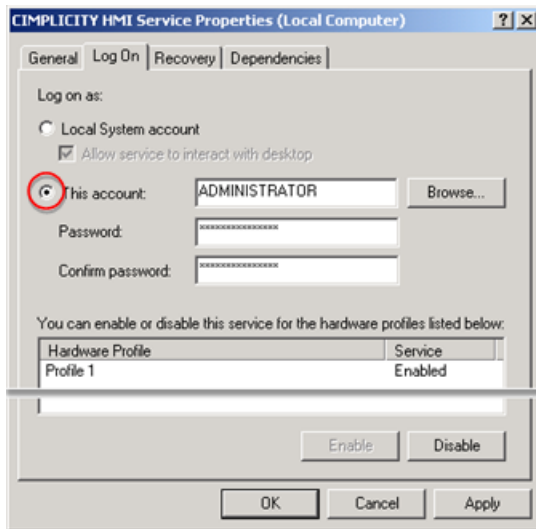 CIMPLICITY HMI Service Properties (Local Computer)
General Log On Recovery Dependencies
Log on as:
Local System account
Allow service to interact with desktop
This account: ADMINISTRATOR Browse...
Password: ***************
Confirm password: ***************
You can enable or disable this service for the hardware profiles listed below:
Hardware Profile Service
Profile 1 Enabled
Enable Disable
OK Cancel Apply